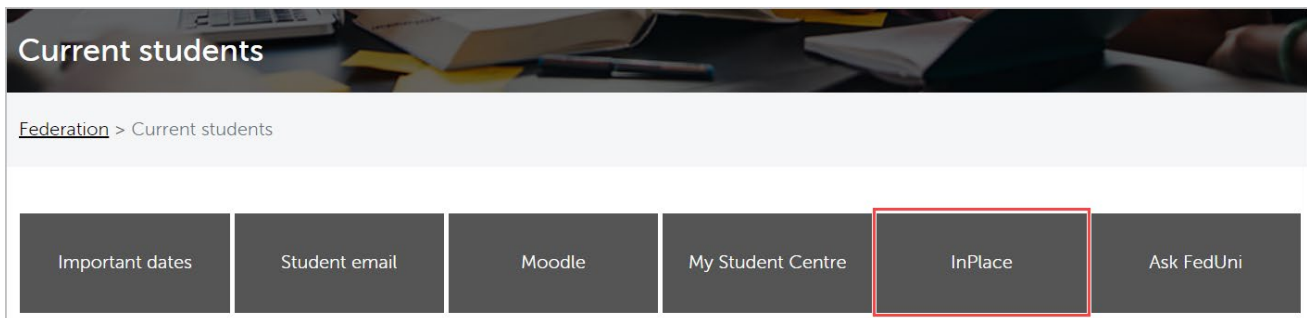 Current students
Federation > Current students
Important dates Student email Moodle My Student Centre InPlace Ask FedUni